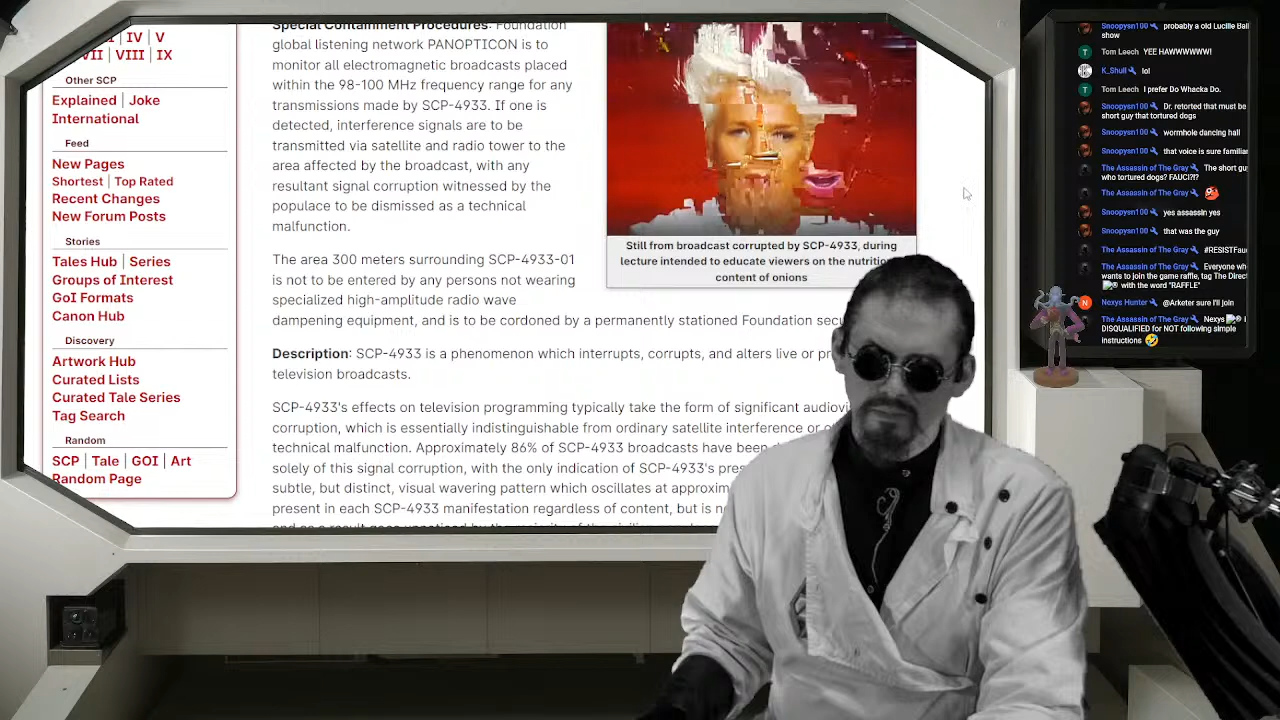 IV | V
VII | VIII | IX
Other SCP
Explained | Joke
International
Feed
New Pages
Shortest | Top Rated
Recent Changes
New Forum Posts
Stories
Tales Hub | Series
Groups of Interest
GoI Formats
Canon Hub
Discovery
Artwork Hub
Curated Lists
Curated Tale Series
Tag Search
Random
SCP | Tale | GOI | Art
Random Page
Special Containment Procedures: Foundation
global listening network PANOPTICON is to
monitor all electromagnetic broadcasts placed
within the 98-100 MHz frequency range for any
transmissions made by SCP-4933. If one is
detected, interference signals are to be
transmitted via satellite and radio tower to the
area affected by the broadcast, with any
resultant signal corruption witnessed by the
populace to be dismissed as a technical
malfunction.
Still from broadcast corrupted by SCP-4933, during
lecture intended to educate viewers on the
content of onions
The area 300 meters surrounding SCP-4933-01
is not to be entered by any persons not wearing
specialized high-amplitude radio wave
dampening equipment, and is to be cordoned by a permanently stationed Foundation
Description: SCP-4933 is a phenomenon which interrupts, corrupts, and alters live or
television broadcasts.
SCP-4933's effects on television programming typically take the form of significant
corruption, which is essentially indistinguishable from ordinary satellite interference or
technical malfunction. Approximately 86% of SCP-4933 broadcasts have been
solely of this signal corruption, with the only indication of SCP-4933's
subtle, but distinct, visual wavering pattern which oscillates at
present in each SCP-4933 manifestation regardless of content, but is
Snoopysn100 probably a old Lucille Ball
show
Tom Leech YEE HAWWWWWW!
K_Shull lol
Tom Leech I prefer Do Whacka Do.
Snoopysn100 Dr. retorted that must be
short guy that tortured dogs
Snoopysn100 wormhole dancing hall
Snoopysn100 that voice is sure familiar
The Assassin of The Gray The short guy
who tortured dogs? FAUCI?!?
The Assassin of The Gray
Snoopysn100 yes assassin yes
Snoopysn100 that was the guy
The Assassin of The Gray
The Assassin of The Gray Everyone
wants to join the game raffle, tag The
with the word "RAFFLE"
Nexys Hunter @Arketer sure I'll join
The Assassin of The Gray Nexys
DISQUALIFIED for NOT following simple
instructions